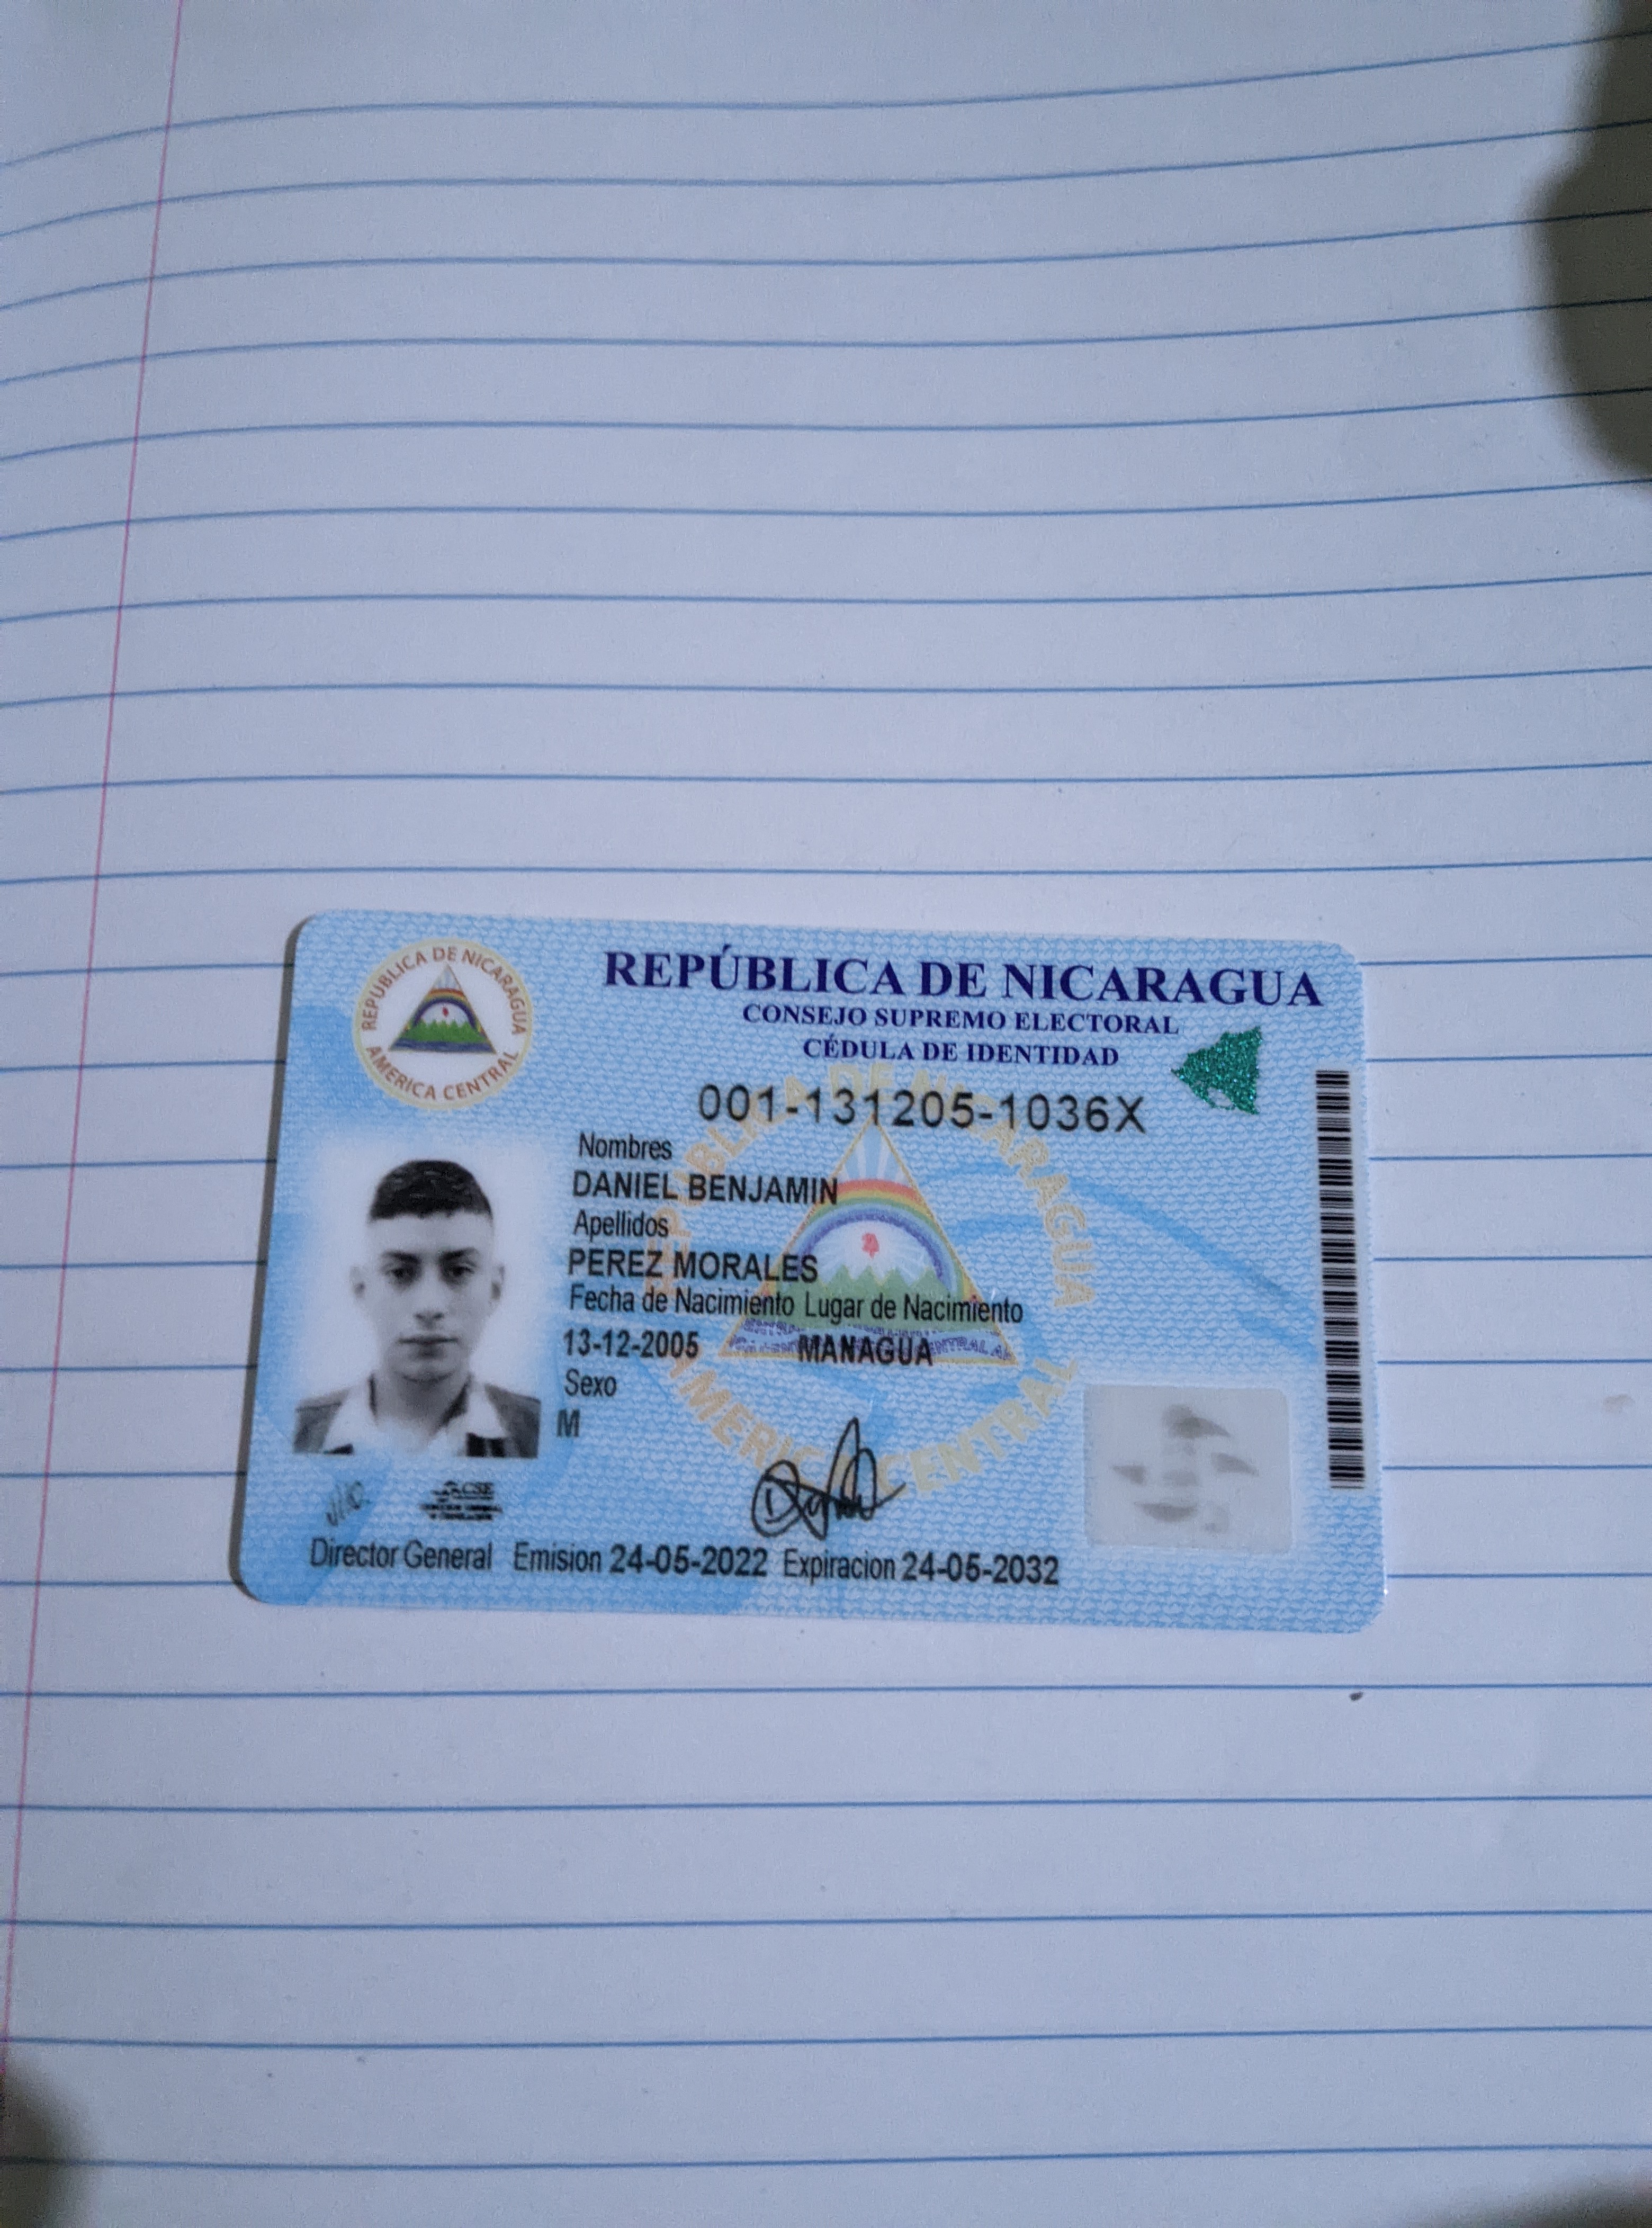 REPÚBLICA DE NICARAGUA
AMERICA CENTRAL
REPÚBLICA DE NICARAGUA
CONSEJO SUPREMO ELECTORAL
CÉDULA DE IDENTIDAD
001-131205-1036X
Nombres
DANIEL BENJAMIN
Apellidos
PEREZ MORALES
Fecha de Nacimiento Lugar de Nacimiento
13-12-2005 MANAGUA
Sexo
M
REPÚBLICA DE NICARAGUA
AMERICA CENTRAL
CSE
Director General Emision 24-05-2022 Expiracion 24-05-2032